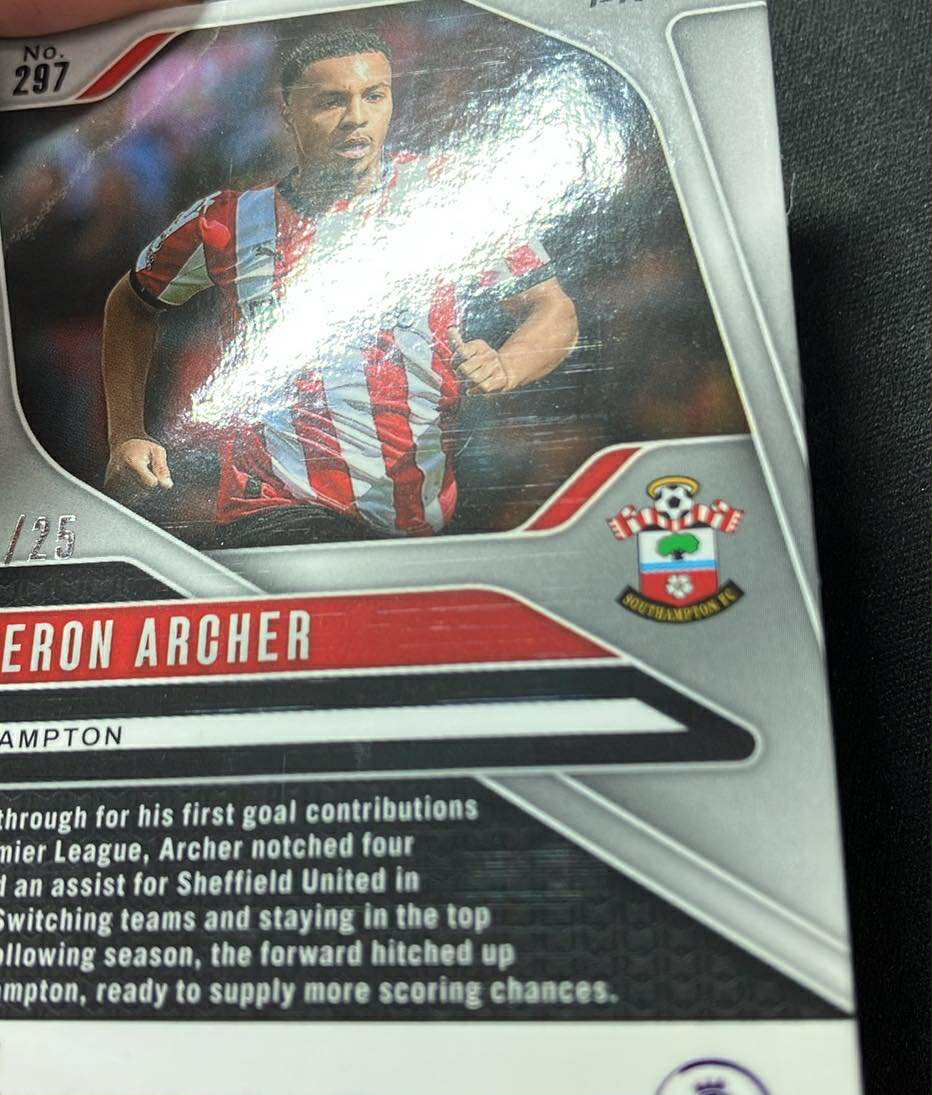 No.
297
/25
ERON ARCHER
AMPTON
SOUTHAMPTON FC
through for his first goal contributions
mier League, Archer notched four
d an assist for Sheffield United in
Switching teams and staying in the top
ollowing season, the forward hitched up
mpton, ready to supply more scoring chances.